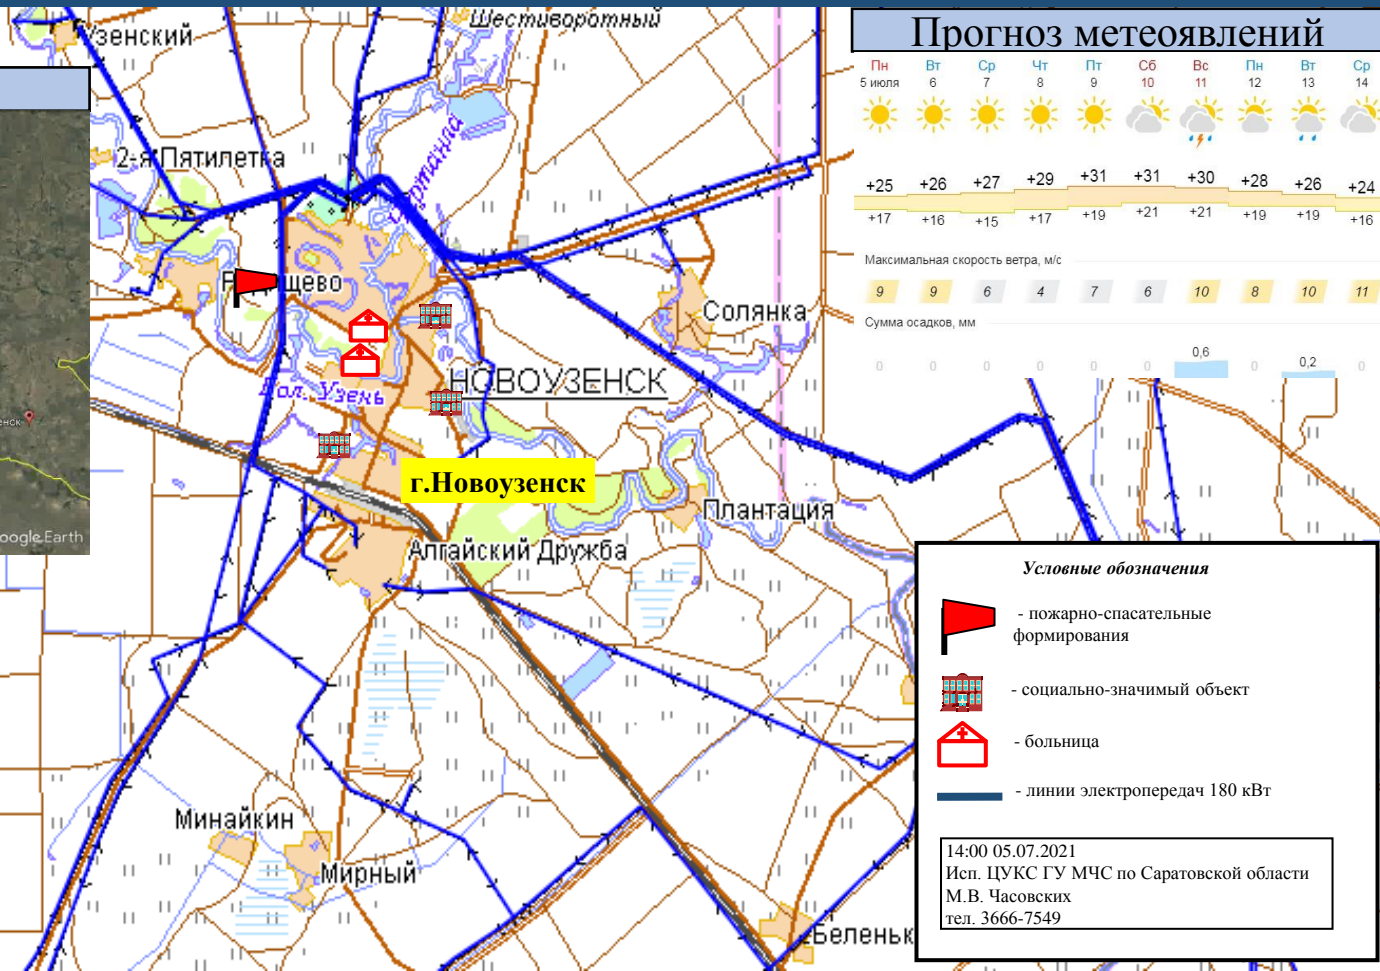 Узенский
Шестиворотный
2-я Пятилетка
Солянка
НОВОУЗЕНСК
Бол. Узень
г.Новоузенск
Плантация
Алгайский Дружба
Минайкин
Мирный
Беленьк
енск
oogle Earth
Прогноз метеоявлений
Пн Вт Ср Чт Пт Сб Вс Пн Вт Ср
5 июля 6 7 8 9 10 11 12 13 14
+25 +26 +27 +29 +31 +31 +30 +28 +26 +24
+17 +16 +15 +17 +19 +21 +21 +19 +19 +16
Максимальная скорость ветра, м/с
9 9 6 4 7 6 10 8 10 11
Сумма осадков, мм
0 0 0 0 0 0 0,6 0 0,2 0
Условные обозначения
- пожарно-спасательные
формирования
- социально-значимый объект
- больница
- линии электропередач 180 кВт
14:00 05.07.2021
Исп. ЦУКС ГУ МЧС по Саратовской области
М.В. Часовских
тел. 3666-7549